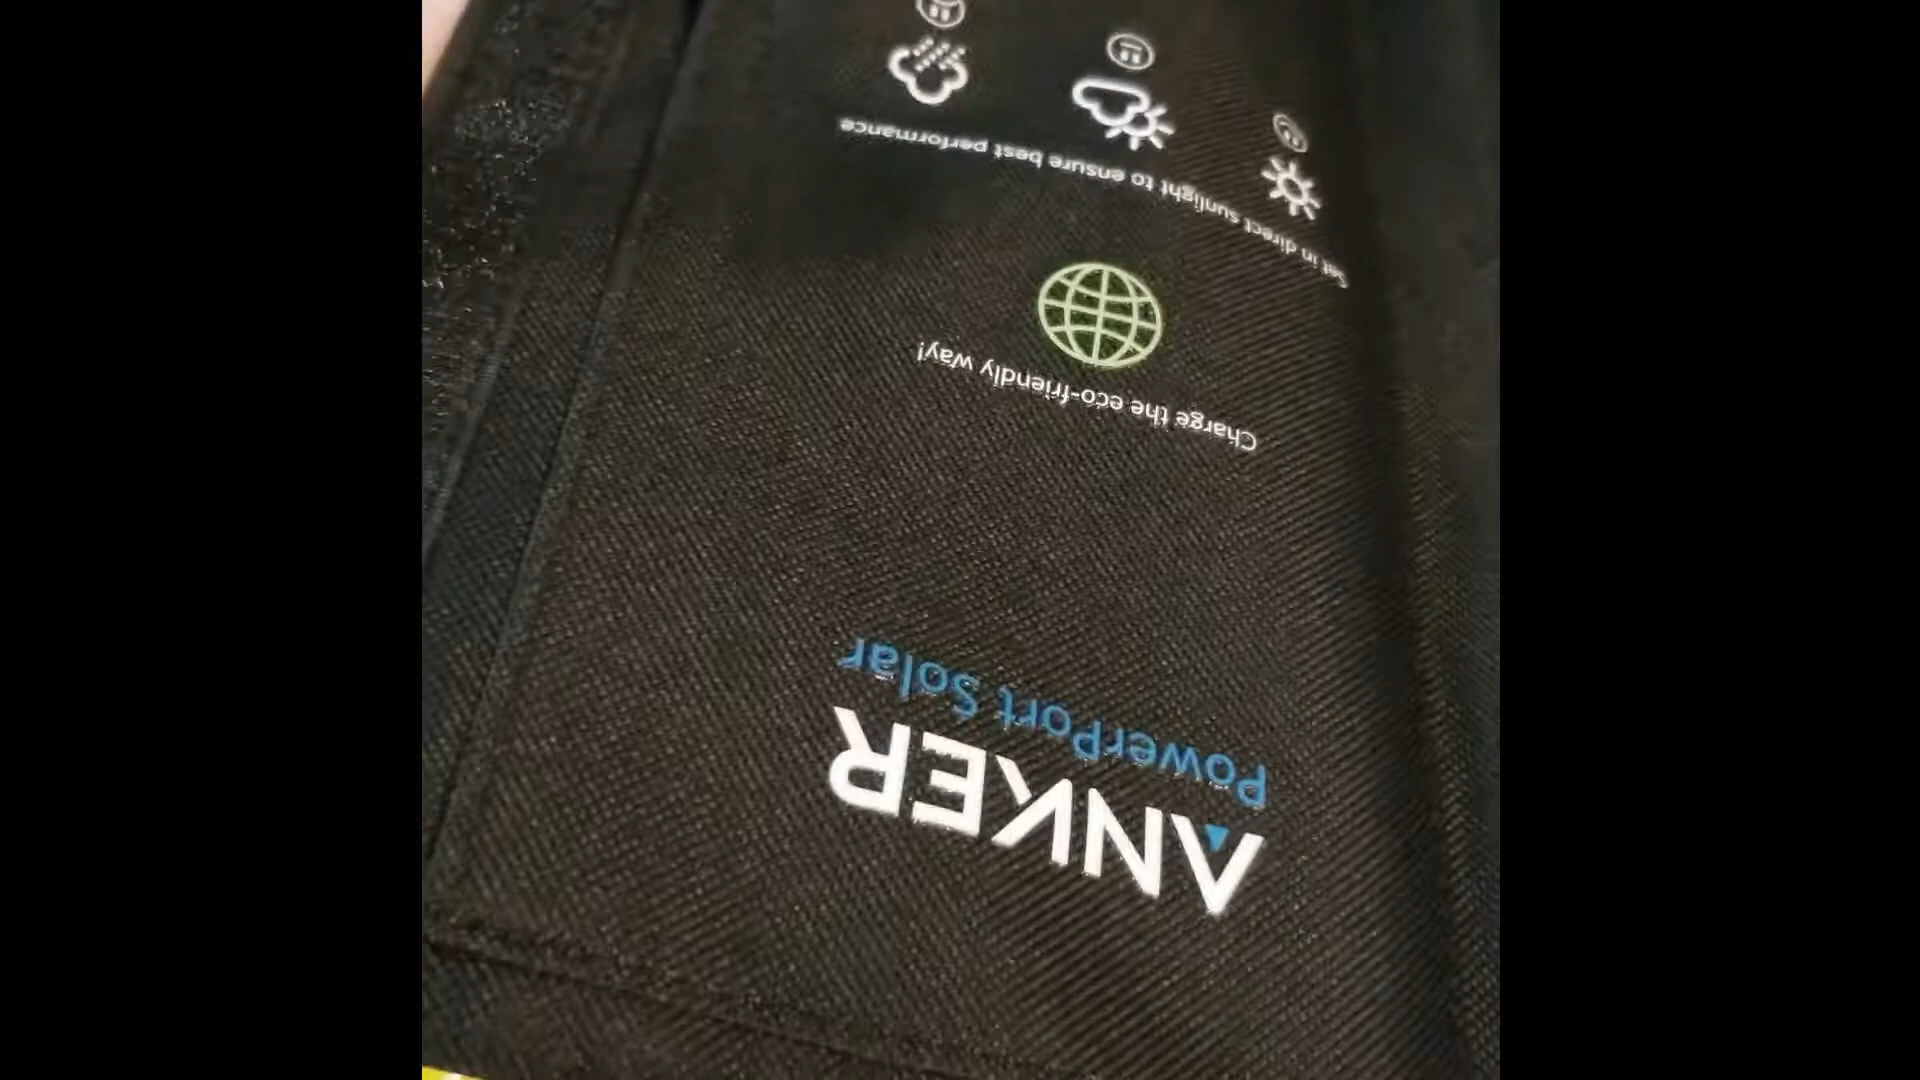 ANKER
PowerPort Solar
Charge the eco-friendly way!
Set in direct sunlight to ensure best performance